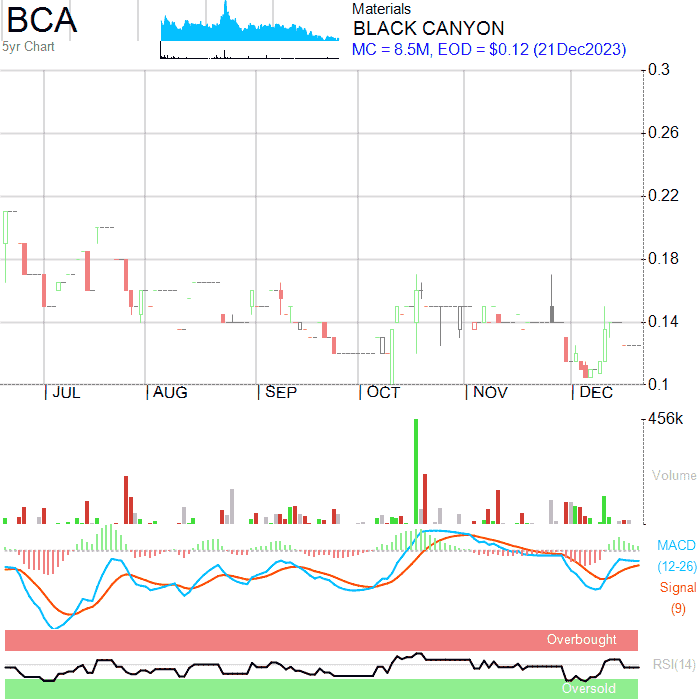 BCA
5yr Chart
Materials
BLACK CANYON
MC = 8.5M, EOD = $0.12 (21Dec2023)
0.3
0.26
0.22
0.18
0.14
0.1
JUL AUG SEP OCT NOV DEC
456k
Volume
MACD
(12-26)
Signal
(9)
Overbought
RSI(14)
Oversold